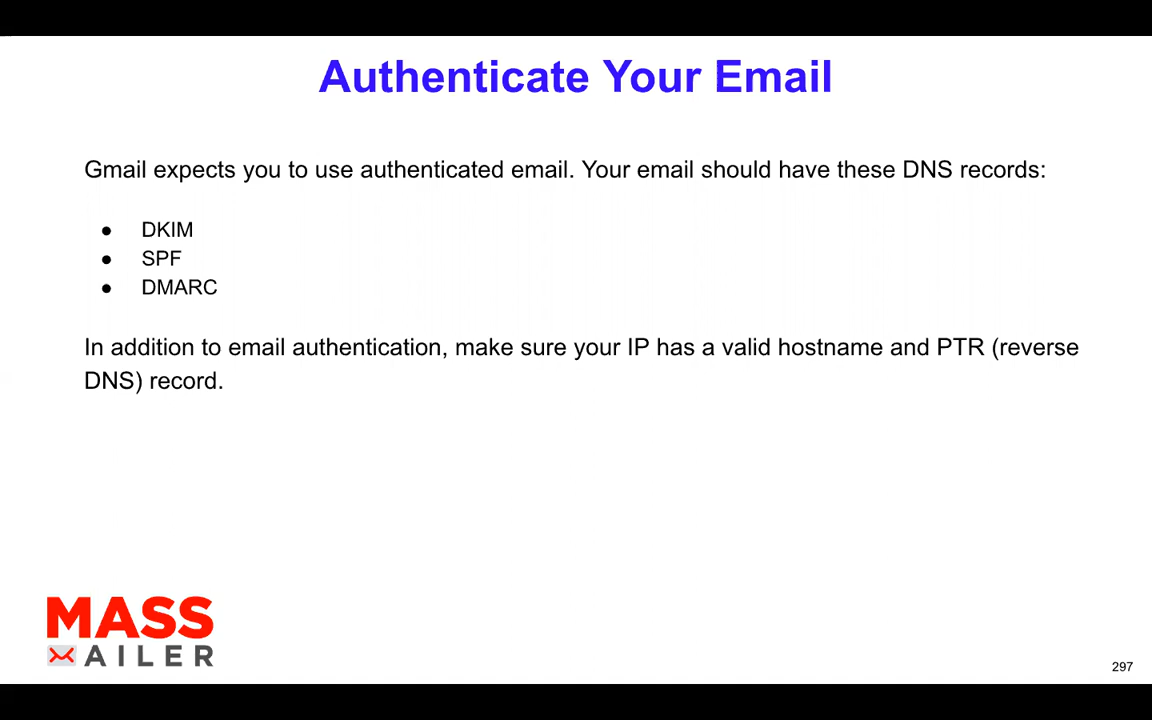 Authenticate Your Email
Gmail expects you to use authenticated email. Your email should have these DNS records:
● DKIM
● SPF
● DMARC
In addition to email authentication, make sure your IP has a valid hostname and PTR (reverse
DNS) record.
MASS
AILER
297